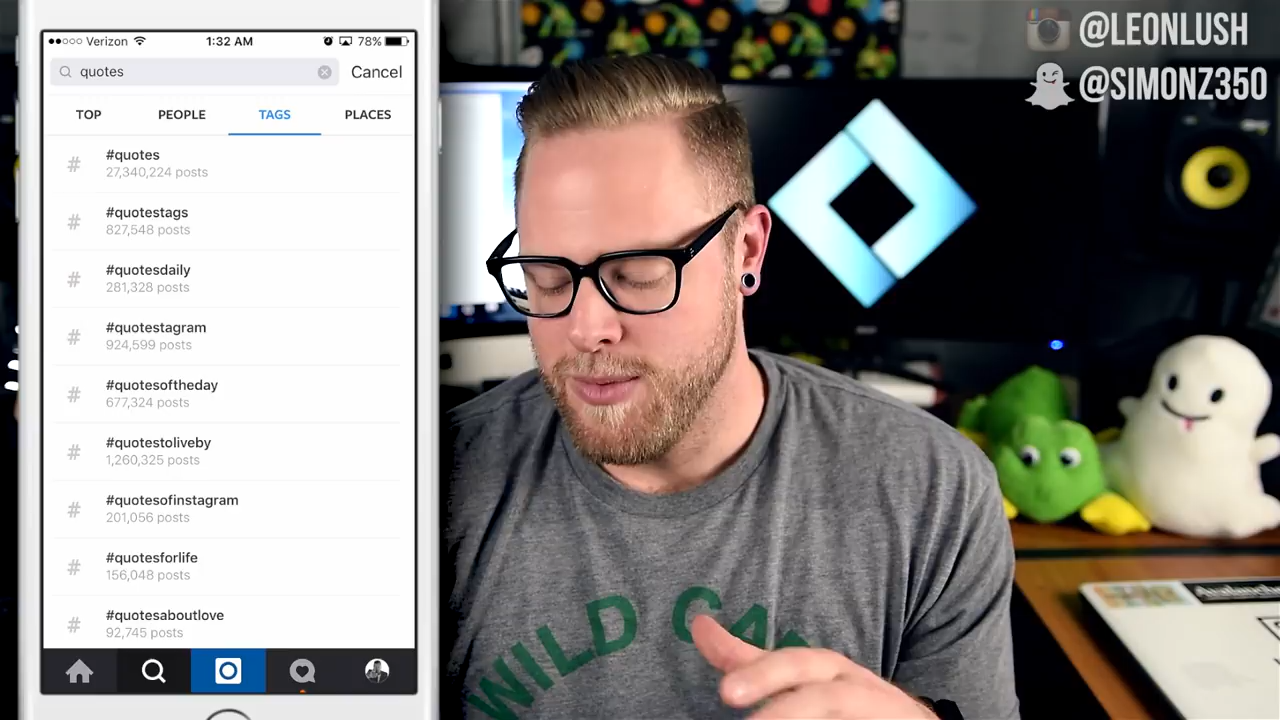 @LEONLUSH
@SIMONZ350
Verizon 1:32 AM 78%
quotes Cancel
TOP PEOPLE TAGS PLACES
#quotes
27,340,224 posts
#quotestags
827,548 posts
#quotesdaily
281,328 posts
#quotestagram
924,599 posts
#quotesoftheday
677,324 posts
#quotestoliveby
1,260,325 posts
#quotesofinstagram
201,056 posts
#quotesforlife
156,048 posts
#quotesaboutlove
92,745 posts
WILD CA